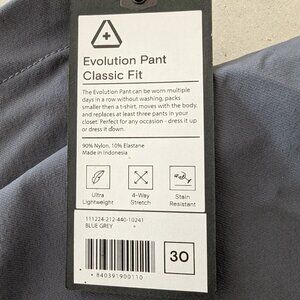 Evolution Pant
Classic Fit
The Evolution Pant can be worn multiple
days in a row without washing, packs
smaller then a t-shirt, moves with the body,
and replaces at least three pants in your
closet. Perfect for any occasion - dress it up
or dress it down.
90% Nylon, 10% Elastane
Made in Indonesia
Ultra
Lightweight
4-Way
Stretch
Stain
Resistant
111224-212-440-10241
BLUE GREY
30
840391900110